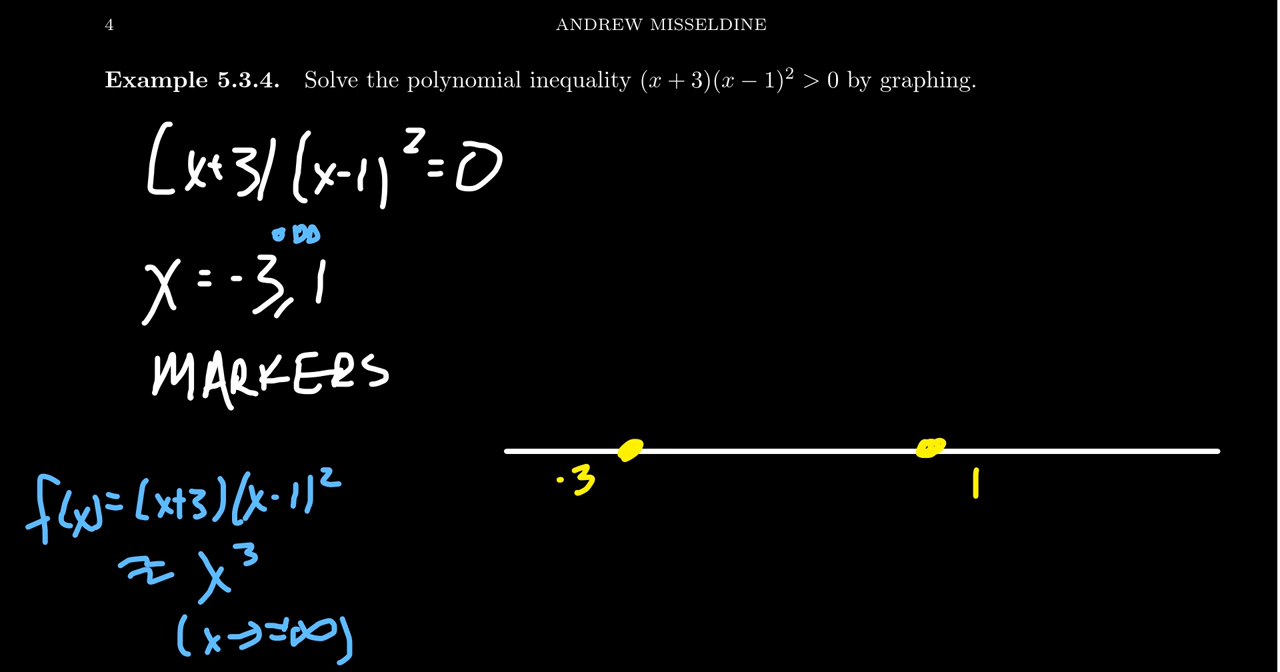 4 ANDREW MISSELDINE
Example 5.3.4. Solve the polynomial inequality (x + 3)(x − 1)² > 0 by graphing.
(x+3)(x-1)² = 0
ODD
x = -3, 1
MARKERS
-3 1
f(x) = (x+3)(x-1)²
≈ x³
(x → ±∞)